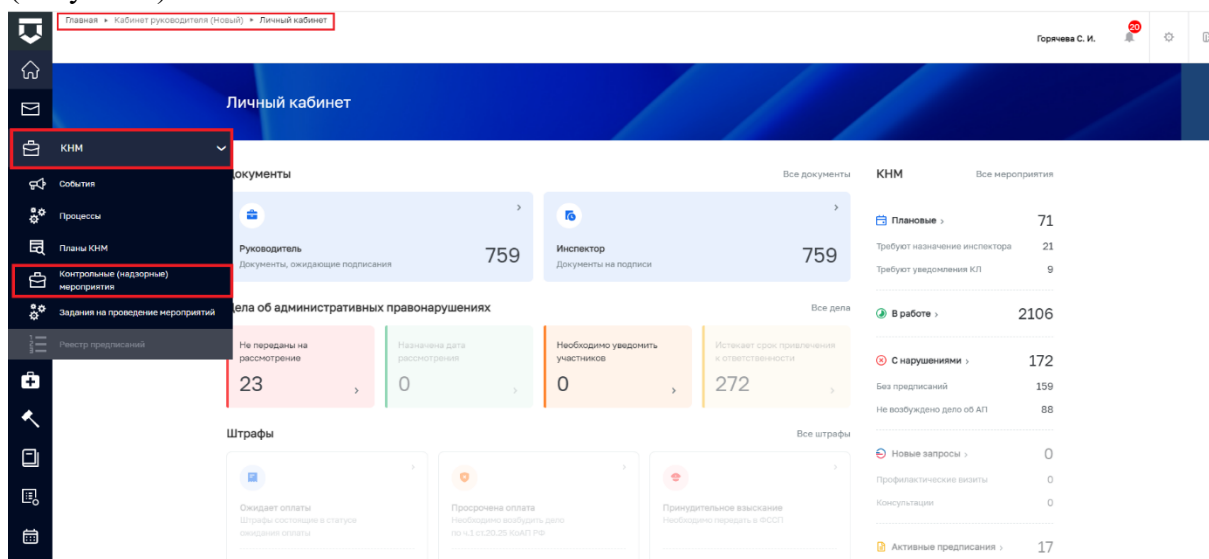 Главная ▸ Кабинет руководителя (Новый) ▸ Личный кабинет
Горячева С. И.
20
Личный кабинет
КНМ
События
Процессы
Планы КНМ
Контрольные (надзорные)
мероприятия
Задания на проведение мероприятий
Реестр предписаний
окументы
Все документы
Руководитель
Документы, ожидающие подписания
759
Инспектор
Документы на подписи
759
ела об административных правонарушениях
Все дела
Не переданы на
рассмотрение
23
Назначена дата
рассмотрения
0
Необходимо уведомить
участников
0
Истекает срок привлечения
к ответственности
272
Штрафы
Все штрафы
Ожидает оплаты
Штрафы состоящие в статусе
ожидания оплаты
Просрочена оплата
Необходимо возбудить дело
по ч.1 ст.20.25 КоАП РФ
Принудительное взыскание
Необходимо передать в ФССП
КНМ
Все мероприятия
Плановые ›
71
Требуют назначение инспектора
21
Требуют уведомления КЛ
9
В работе ›
2106
С нарушениями ›
172
Без предписаний
159
Не возбуждено дело об АП
88
Новые запросы ›
0
Профилактические визиты
0
Консультации
0
Активные предписания ›
17